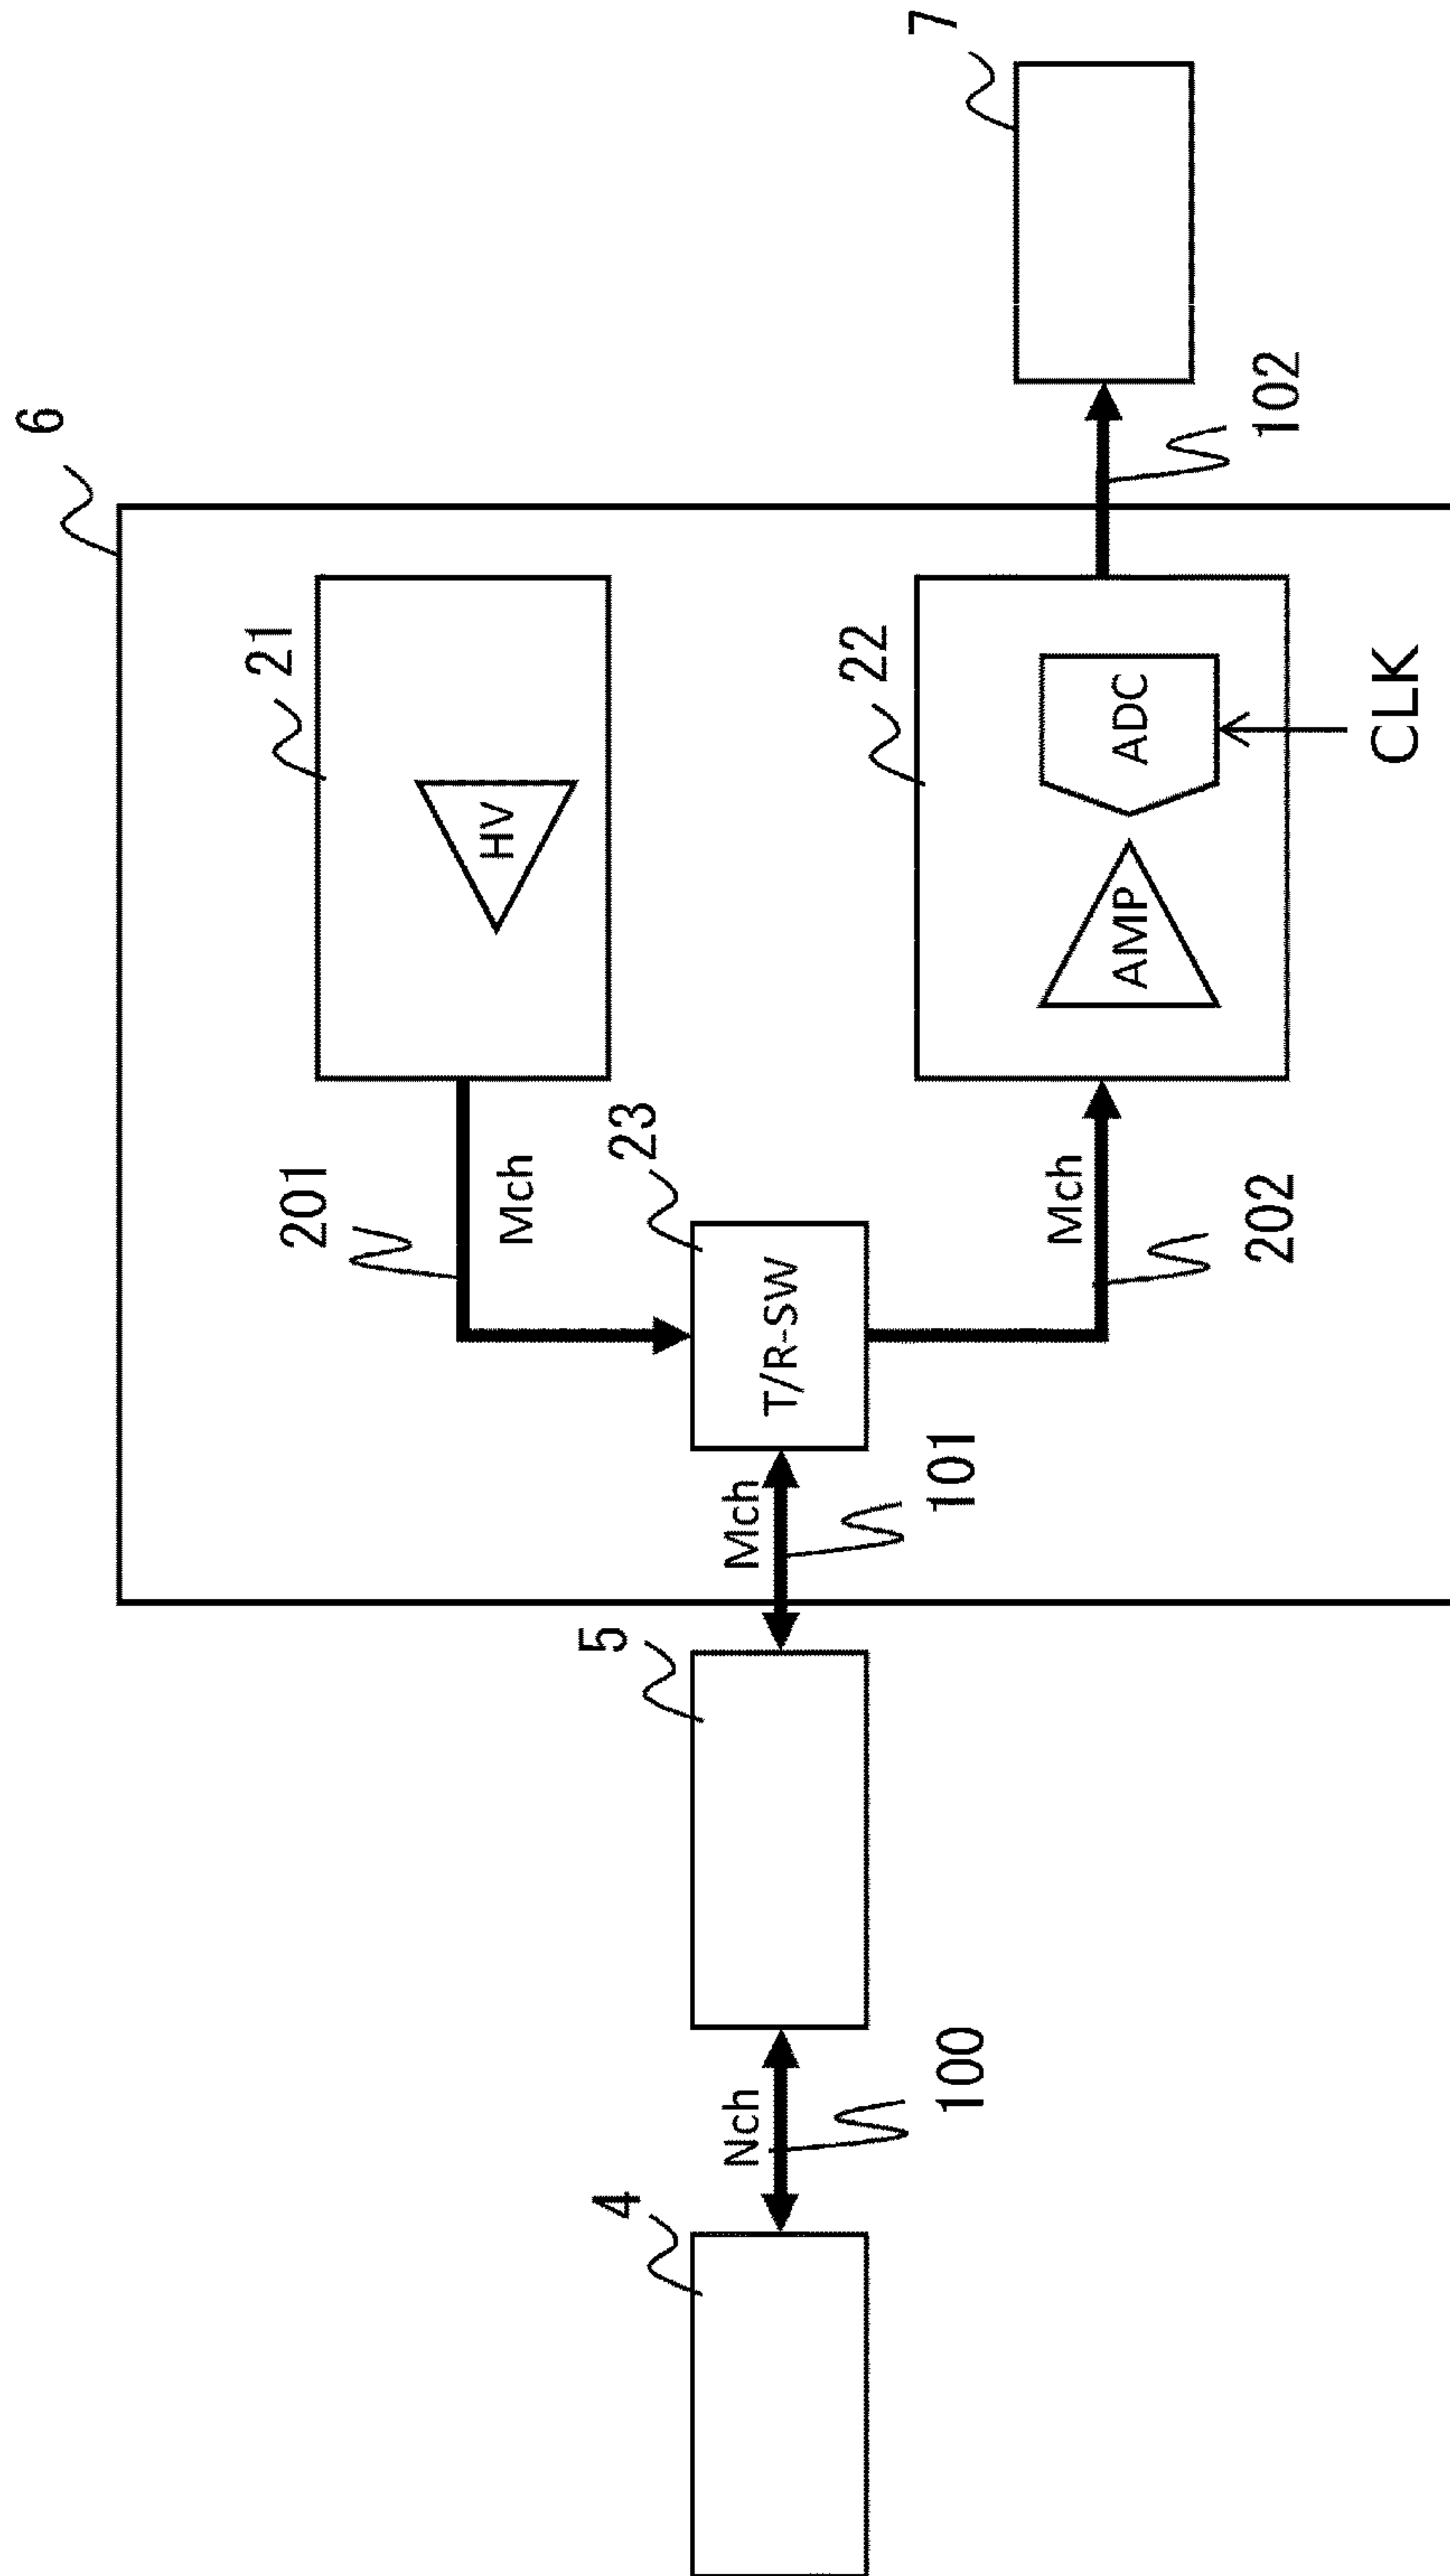 6
21
HV
201
Mch
23
T/R-SW
Mch
101
5
4
Nch
100
Mch
202
22
AMP
ADC
CLK
7
102